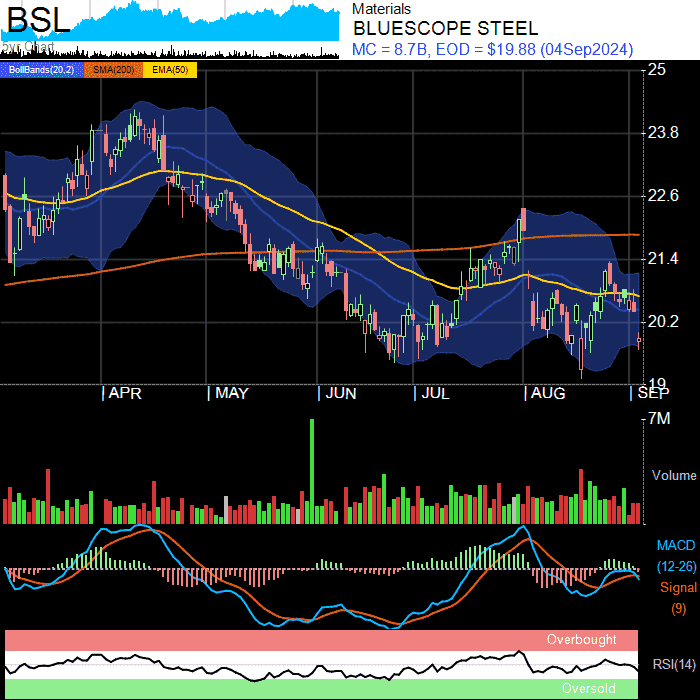 BSL
5yr Chart
Materials
BLUESCOPE STEEL
MC = 8.7B, EOD = $19.88 (04Sep2024)
BollBands(20,2) SMA(200) EMA(50)
25
23.8
22.6
21.4
20.2
19
APR MAY JUN JUL AUG SEP
7M
Volume
MACD
(12-26)
Signal
(9)
Overbought
RSI(14)
Oversold